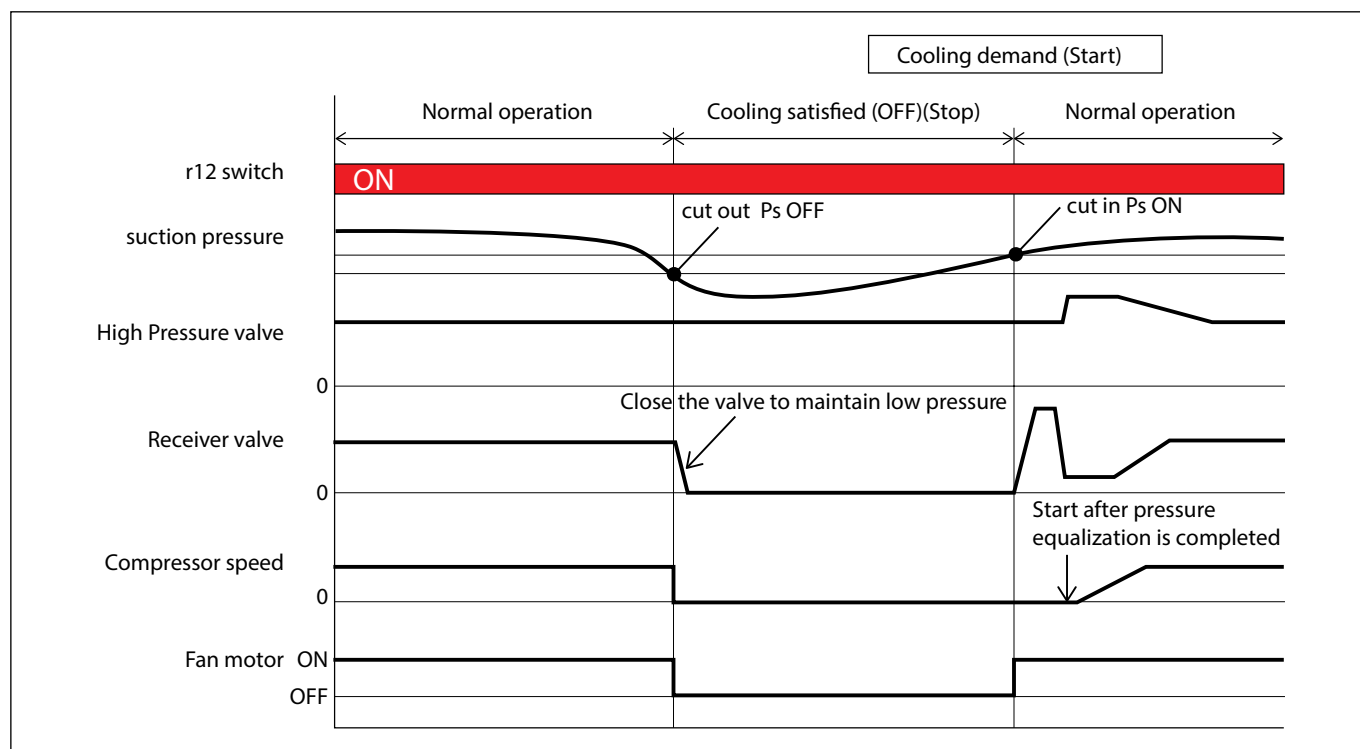 Cooling demand (Start)
Normal operation
Cooling satisfied (OFF)(Stop)
Normal operation
r12 switch
ON
cut out Ps OFF
cut in Ps ON
suction pressure
High Pressure valve
0
Close the valve to maintain low pressure
Receiver valve
0
Start after pressure
equalization is completed
Compressor speed
0
Fan motor ON
OFF